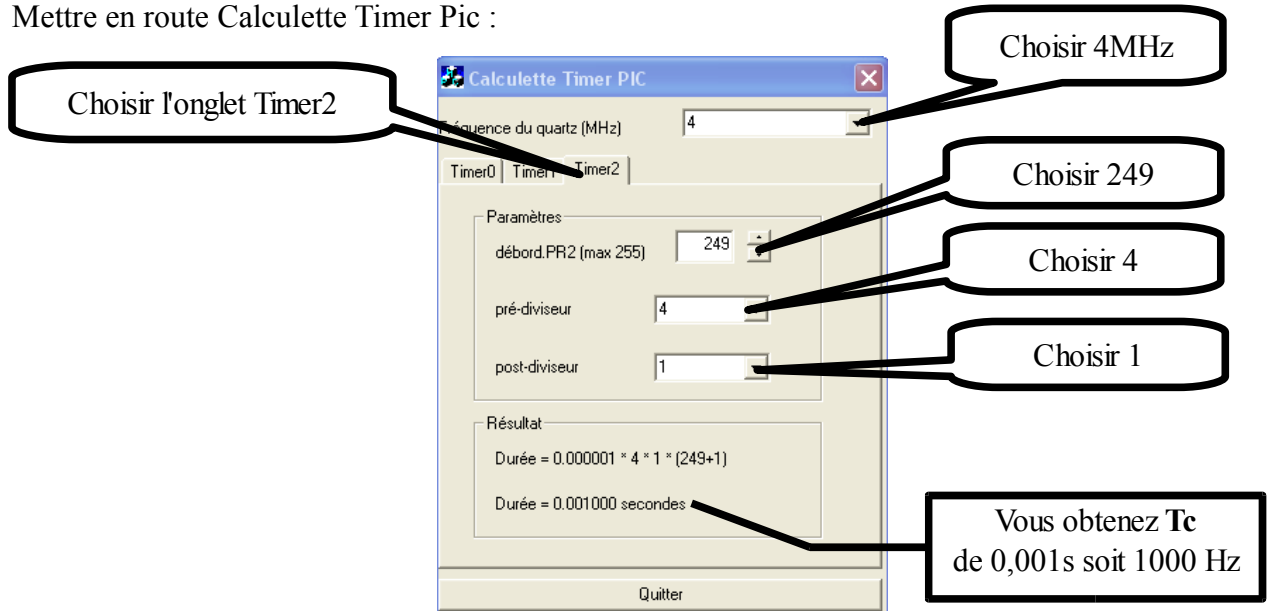 Mettre en route Calculette Timer Pic :
Choisir 4MHz
Choisir l'onglet Timer2
Calculette Timer PIC
Fréquence du quartz (MHz)
4
Timer0 Timer1 Timer2
Choisir 249
Paramètres
débord.PR2 (max 255)
249
Choisir 4
pré-diviseur
4
Choisir 1
post-diviseur
1
Résultat
Durée = 0.000001 * 4 * 1 * (249+1)
Durée = 0.001000 secondes
Vous obtenez Tc
de 0,001s soit 1000 Hz
Quitter